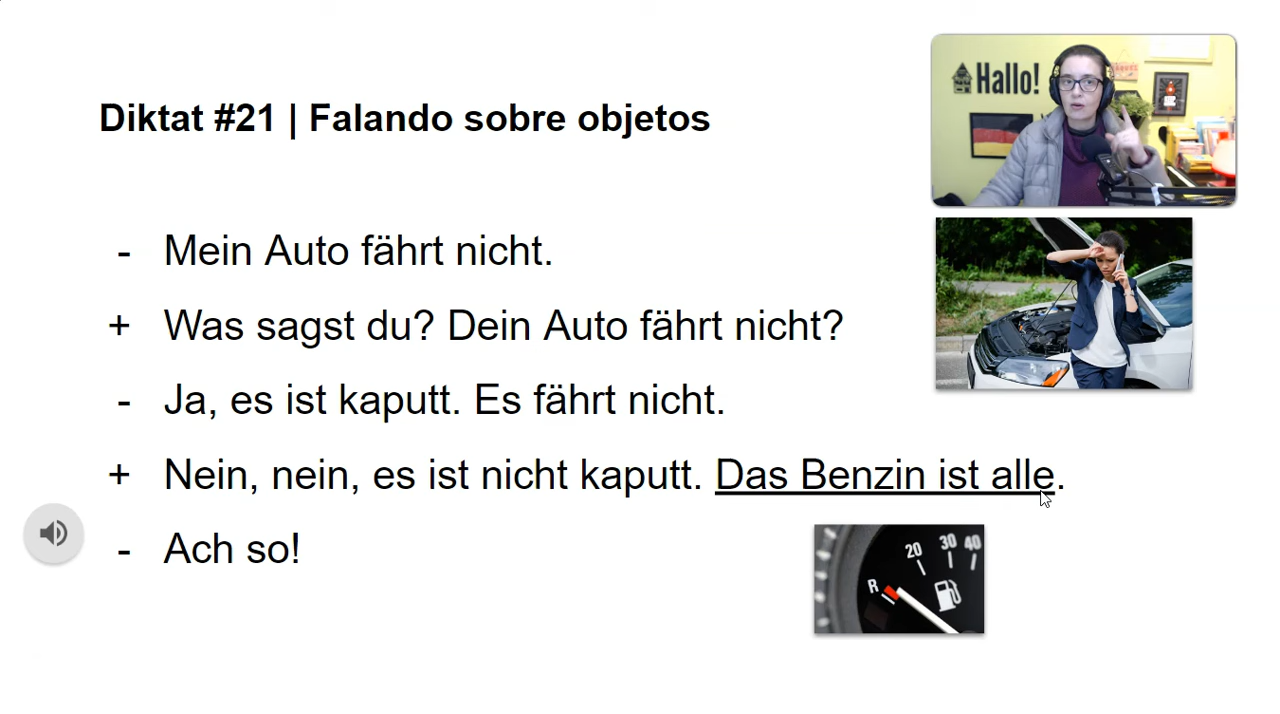 Hallo!
Diktat #21 | Falando sobre objetos
- Mein Auto fährt nicht.
+ Was sagst du? Dein Auto fährt nicht?
- Ja, es ist kaputt. Es fährt nicht.
+ Nein, nein, es ist nicht kaputt. Das Benzin ist alle.
- Ach so!
R 20 30 40